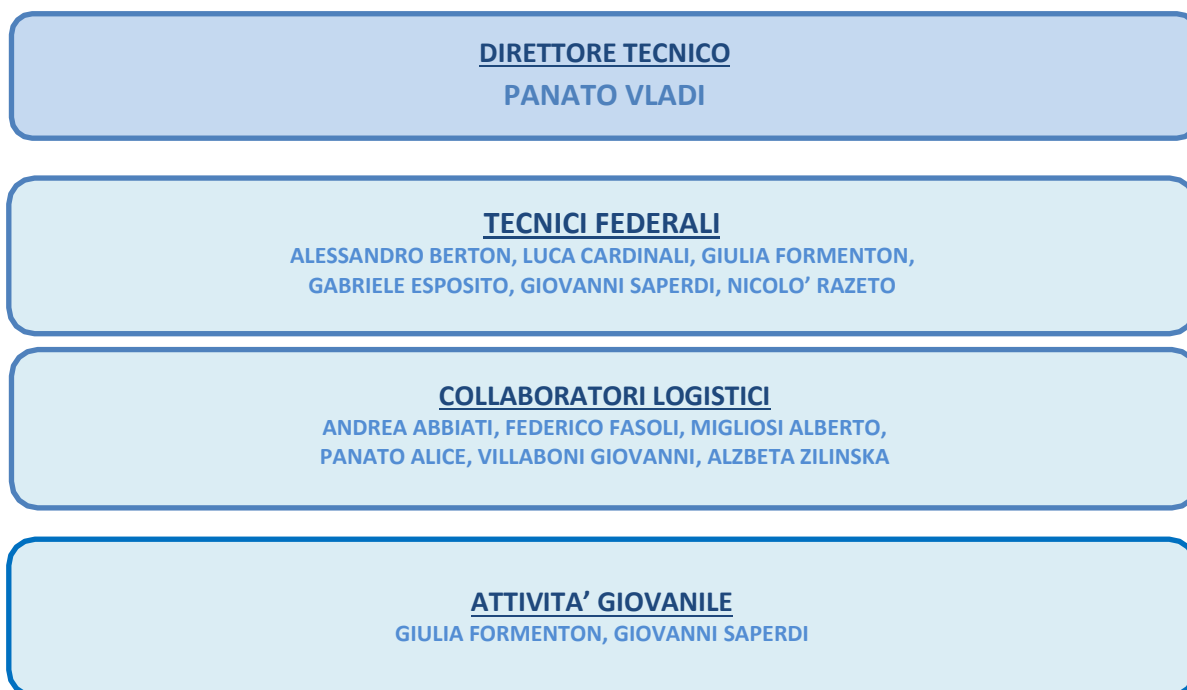 DIRETTORE TECNICO
PANATO VLADI
TECNICI FEDERALI
ALESSANDRO BERTON, LUCA CARDINALI, GIULIA FORMENTON,
GABRIELE ESPOSITO, GIOVANNI SAPERDI, NICOLO’ RAZETO
COLLABORATORI LOGISTICI
ANDREA ABBIATI, FEDERICO FASOLI, MIGLIOSI ALBERTO,
PANATO ALICE, VILLABONI GIOVANNI, ALZBETA ZILINSKA
ATTIVITA’ GIOVANILE
GIULIA FORMENTON, GIOVANNI SAPERDI